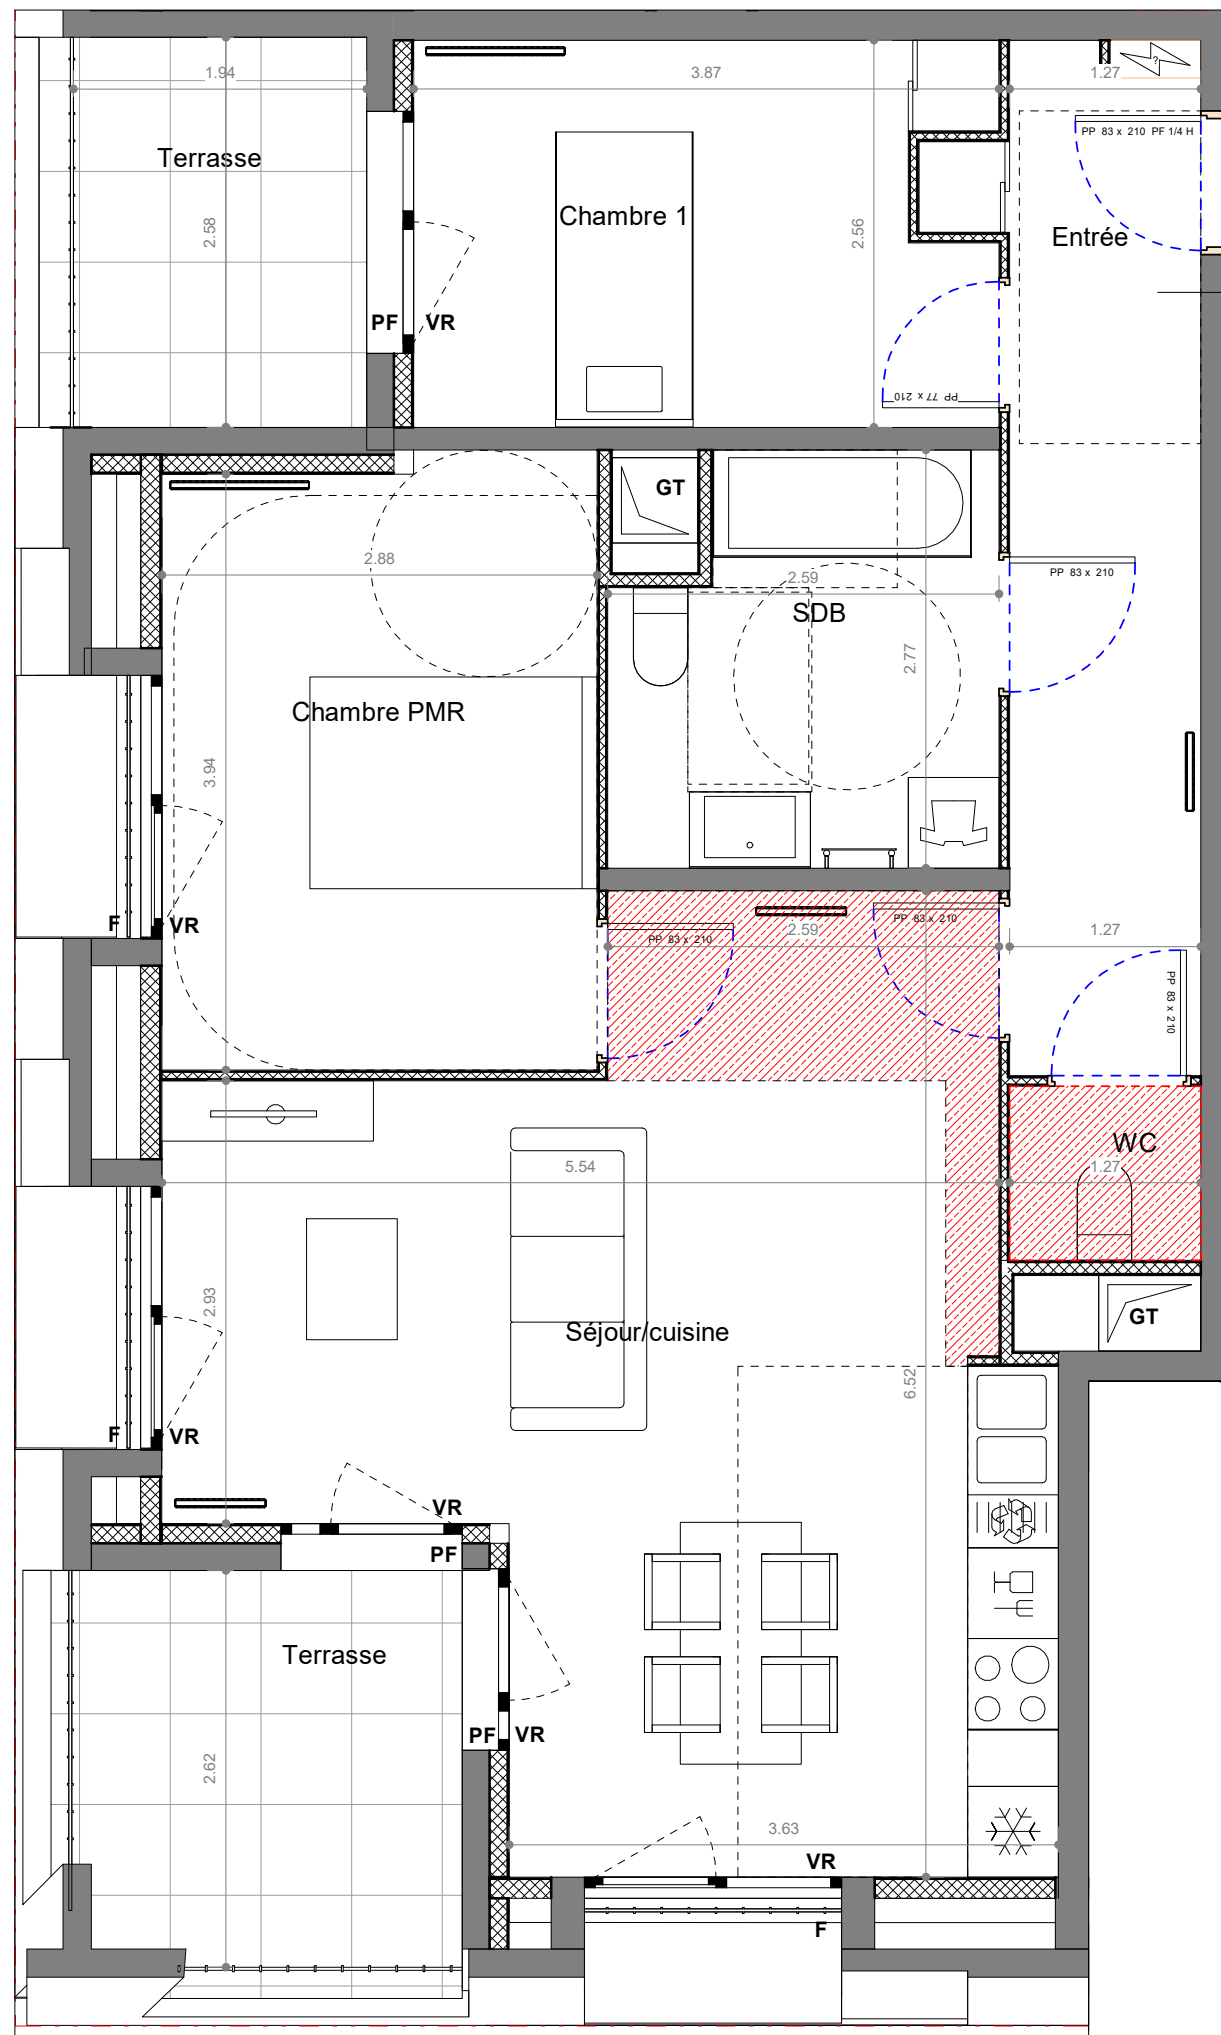 1.94
3.87
1.27
?
PP 83 x 210 PF 1/4 H
Terrasse
Chambre 1
Entrée
2.58
2.56
PF
VR
PP 77 x 210
GT
2.88
2.59
PP 83 x 210
SDB
2.77
Chambre PMR
3.94
F
VR
PP 83 x 210
PP 83 x 210
2.59
1.27
PP 83 x 210
WC
5.54
1.27
2.93
GT
Séjour/cuisine
6.52
F
VR
VR
PF
Terrasse
PF
VR
2.62
3.63
VR
F